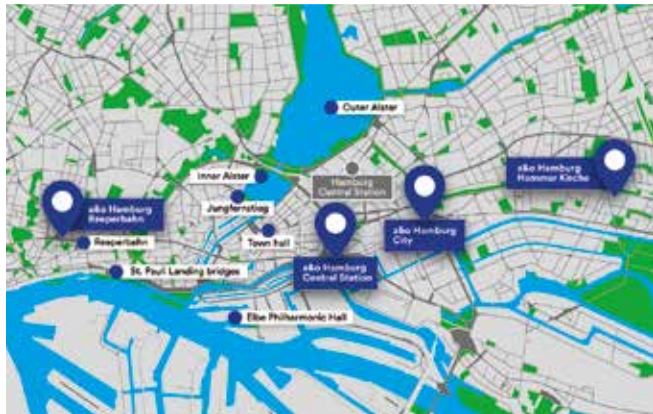 Outer Alster
Inner Alster
Hamburg
Central Station
a&o Hamburg
Hammer Kirche
Jungfernstieg
a&o Hamburg
Reeperbahn
Reeperbahn
Town hall
a&o Hamburg
City
St. Pauli Landing bridges
a&o Hamburg
Central Station
Elbe Philharmonic Hall